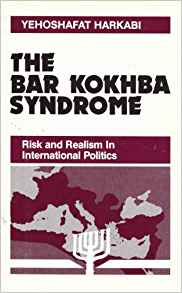 YEHOSHAFAT HARKABI
THE
BAR KOKHBA
SYNDROME
Risk and Realism In
International Politics